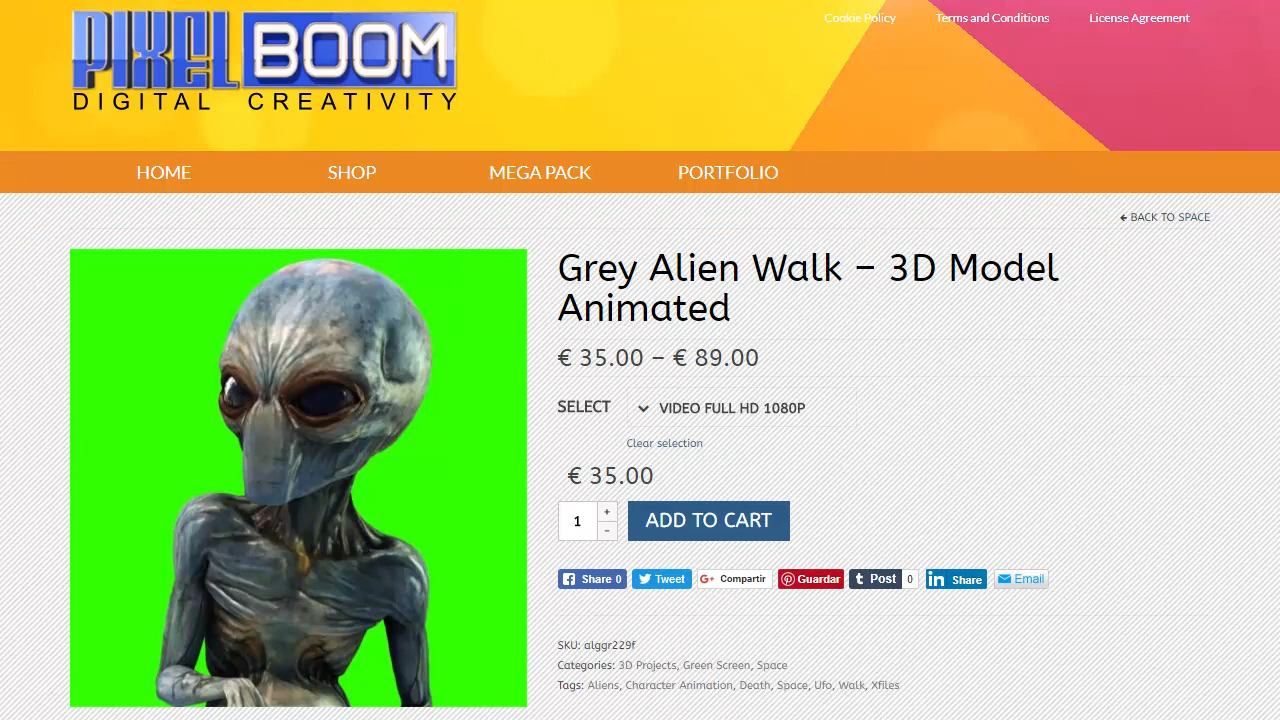 PIXEL BOOM
DIGITAL CREATIVITY
Cookie Policy Terms and Conditions License Agreement
HOME SHOP MEGA PACK PORTFOLIO
BACK TO SPACE
Grey Alien Walk – 3D Model
Animated
€ 35.00 – € 89.00
SELECT VIDEO FULL HD 1080P
Clear selection
€ 35.00
1 + -
ADD TO CART
Share 0 Tweet G+ Compartir Guardar t Post 0 in Share Email
SKU: alggr229f
Categories: 3D Projects, Green Screen, Space
Tags: Aliens, Character Animation, Death, Space, Ufo, Walk, Xfiles